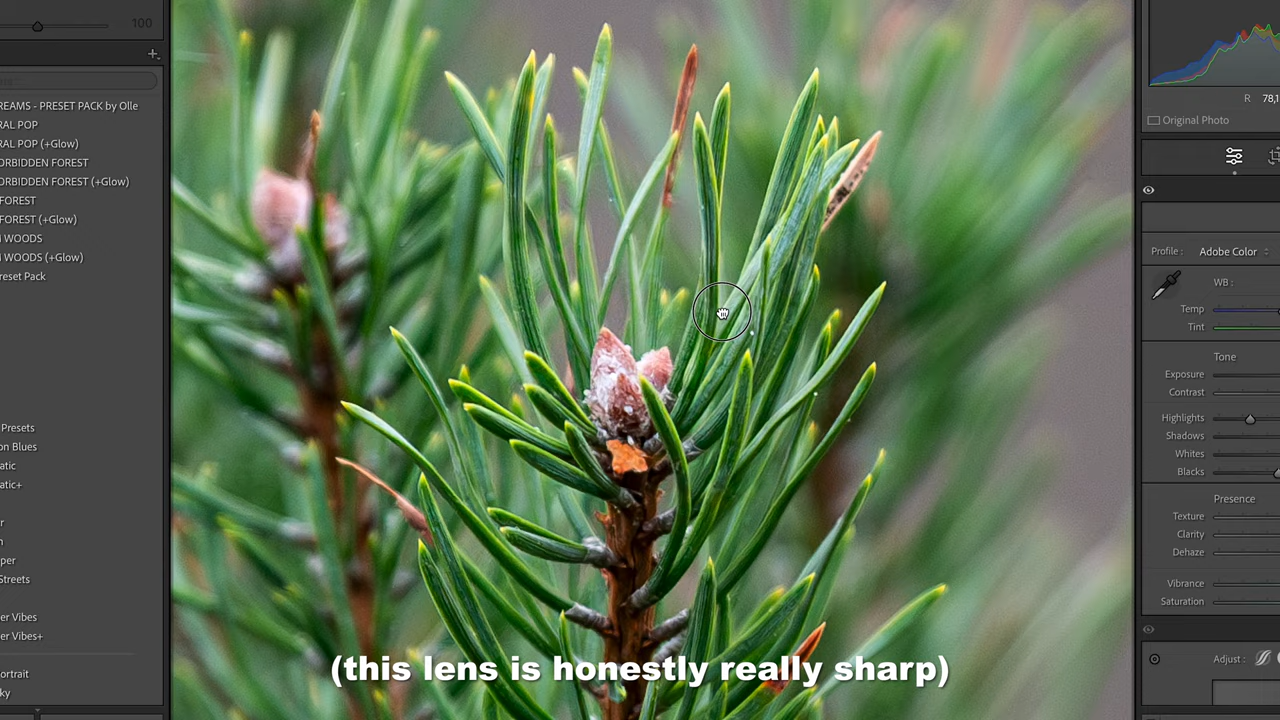 100
REAMS - PRESET PACK by Olle
RAL POP
RAL POP (+Glow)
ORBIDDEN FOREST
ORBIDDEN FOREST (+Glow)
FOREST
FOREST (+Glow)
WOODS
WOODS (+Glow)
reset Pack
Presets
on Blues
atic
atic+
r
n
per
Streets
er Vibes
er Vibes+
ortrait
ky
(this lens is honestly really sharp)
R 78,1
Original Photo
Profile : Adobe Color
WB :
Temp
Tint
Tone
Exposure
Contrast
Highlights
Shadows
Whites
Blacks
Presence
Texture
Clarity
Dehaze
Vibrance
Saturation
Adjust :